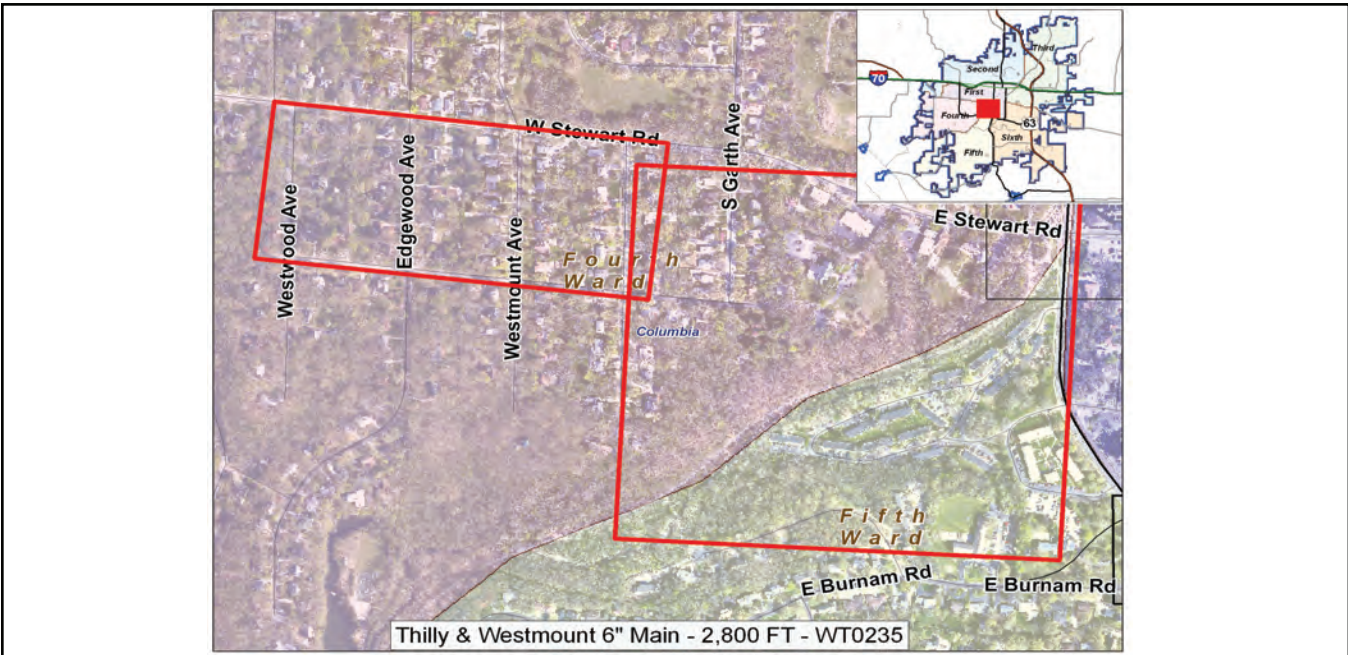 Third
Second
70
First
Fourth
63
Sixth
Fifth
W Stewart Rd
S Garth Ave
E Stewart Rd
Westwood Ave
Edgewood Ave
Westmount Ave
Fourth
Ward
Columbia
Fifth
Ward
E Burnam Rd
E Burnam Rd
Thilly & Westmount 6" Main - 2,800 FT - WT0235